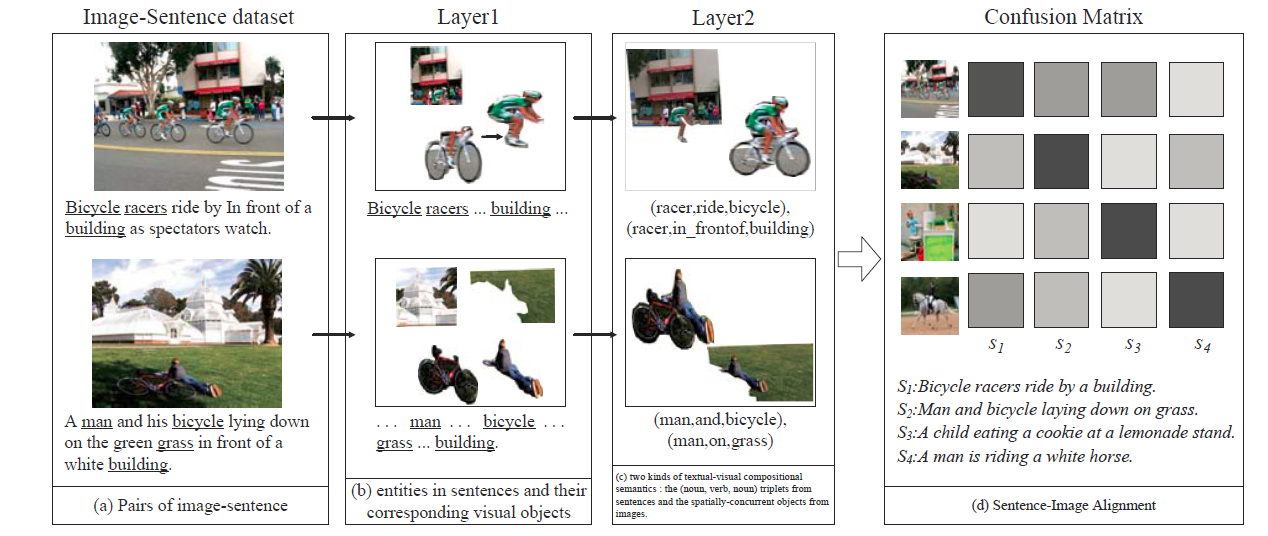 Image-Sentence dataset
Bicycle racers ride by In front of a
building as spectators watch.
A man and his bicycle lying down
on the green grass in front of a
white building.
(a) Pairs of image-sentence
Layer1
Bicycle racers ... building ...
. . . man . . . bicycle . . .
grass ... building.
(b) entities in sentences and their
corresponding visual objects
Layer2
(racer,ride,bicycle),
(racer,in_frontof,building)
(man,and,bicycle),
(man,on,grass)
(c) two kinds of textual-visual compositional
semantics : the (noun, verb, noun) triplets from
sentences and the spatially-concurrent objects from
images.
Confusion Matrix
S1 S2 S3 S4
S1:Bicycle racers ride by a building.
S2:Man and bicycle laying down on grass.
S3:A child eating a cookie at a lemonade stand.
S4:A man is riding a white horse.
(d) Sentence-Image Alignment